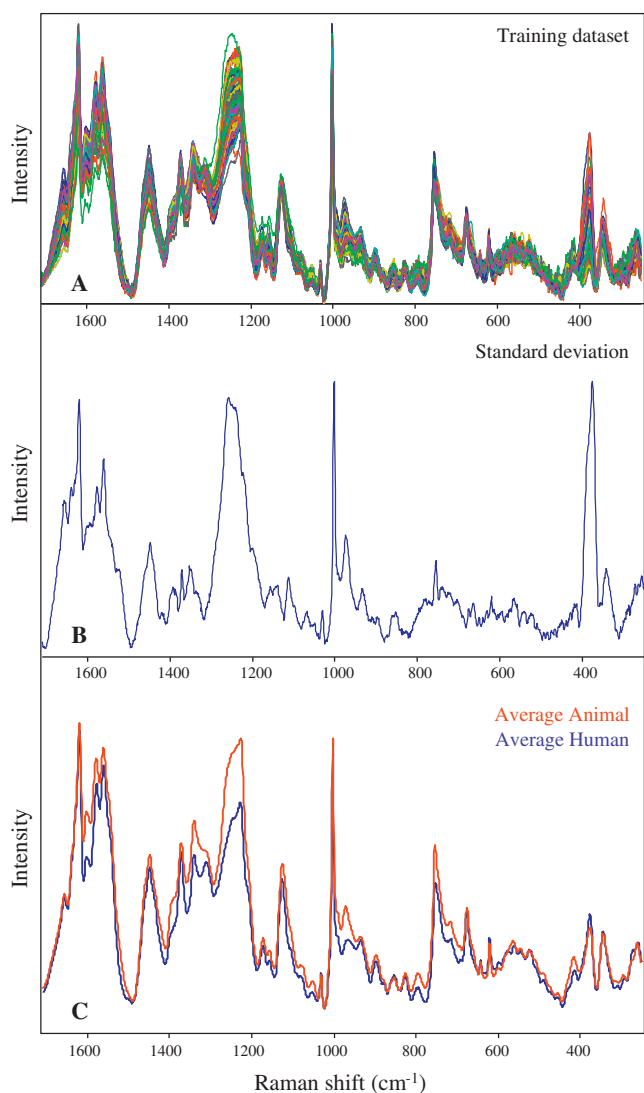 Training dataset
Intensity
A
1600 1400 1200 1000 800 600 400
Standard deviation
Intensity
B
1600 1400 1200 1000 800 600 400
Average Animal
Average Human
Intensity
C
1600 1400 1200 1000 800 600 400
Raman shift (cm⁻¹)